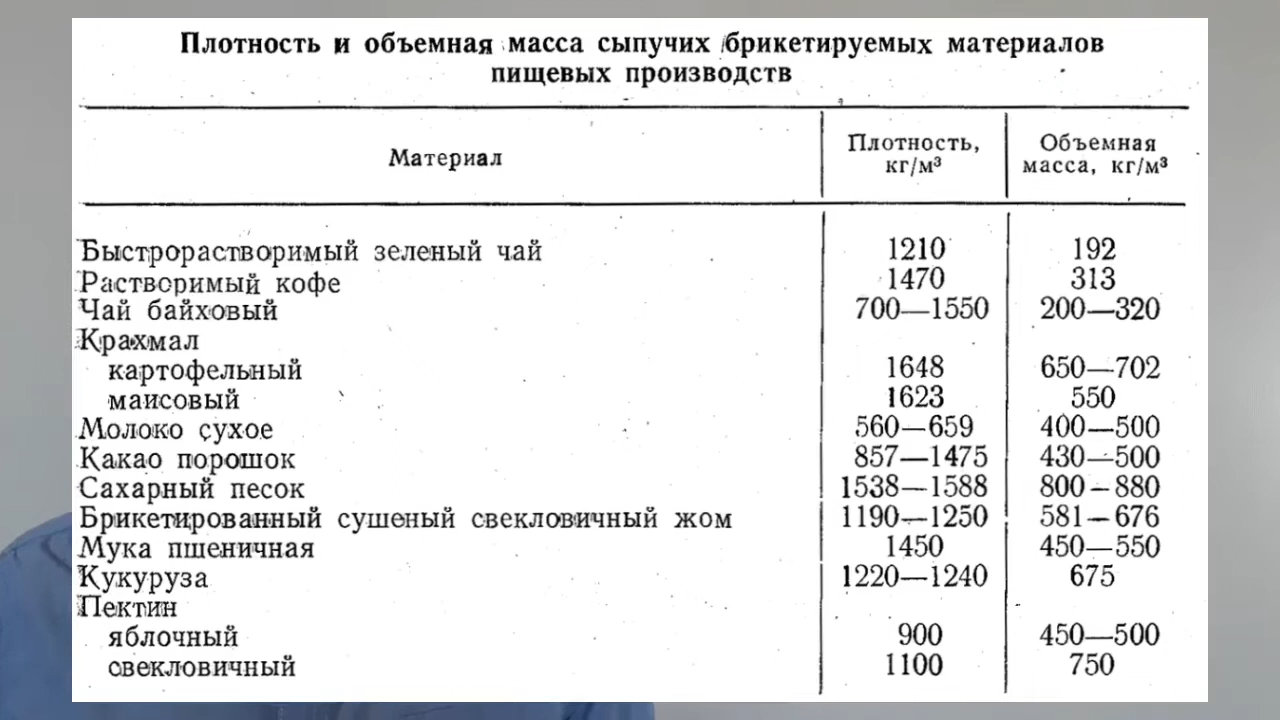 Плотность и объемная масса сыпучих брикетируемых материалов
пищевых производств
Материал
Плотность,
кг/м³
Объемная
масса, кг/м³
Быстрорастворимый зеленый чай 1210 192
Растворимый кофе 1470 313
Чай байховый 700—1550 200—320
Крахмал
картофельный 1648 650—702
маисовый 1623 550
Молоко сухое 560—659 400—500
Какао порошок 857—1475 430—500
Сахарный песок 1538—1588 800–880
Брикетированный сушеный свекловичный жом 1190—1250 581—676
Мука пшеничная 1450 450—550
Кукуруза 1220—1240 675
Пектин
яблочный 900 450—500
свекловичный 1100 750